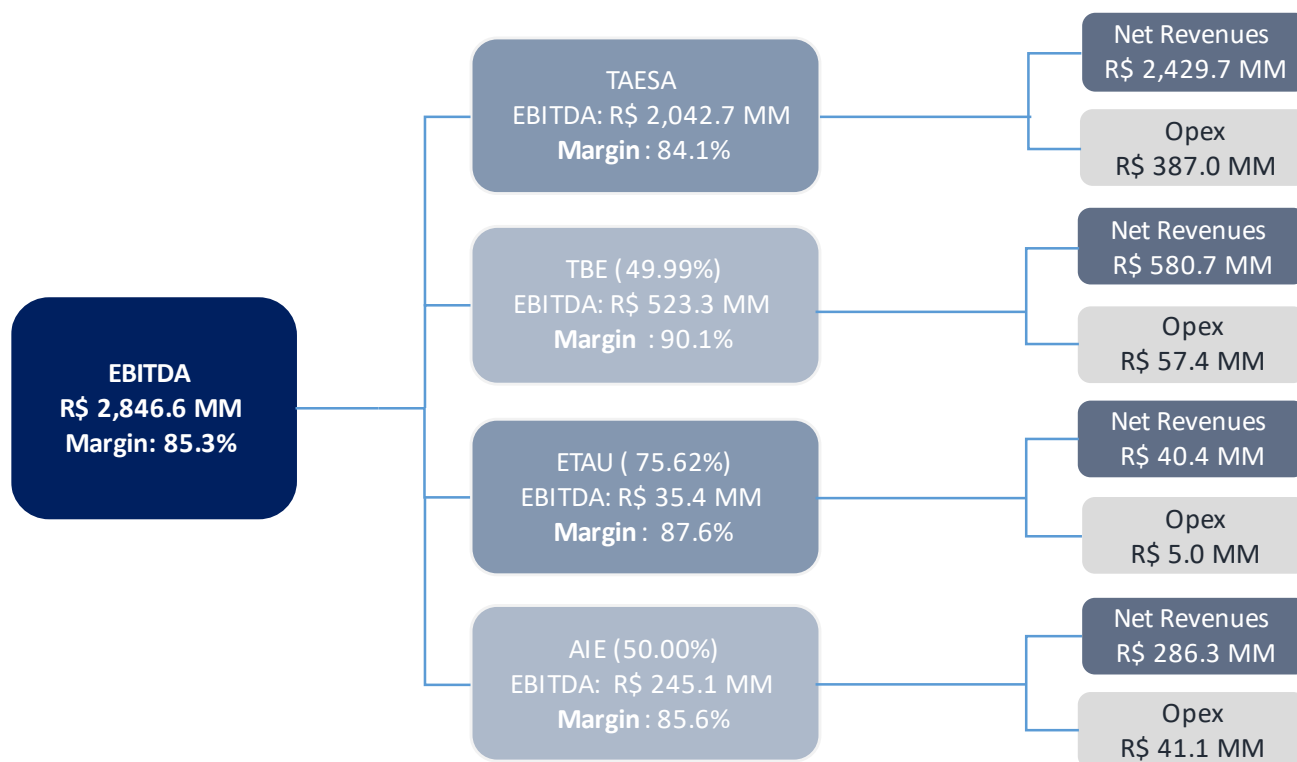 EBITDA
R$ 2,846.6 MM
Margin: 85.3%
TAESA
EBITDA: R$ 2,042.7 MM
Margin : 84.1%
Net Revenues
R$ 2,429.7 MM
Opex
R$ 387.0 MM
TBE (49.99%)
EBITDA: R$ 523.3 MM
Margin : 90.1%
Net Revenues
R$ 580.7 MM
Opex
R$ 57.4 MM
ETAU ( 75.62%)
EBITDA: R$ 35.4 MM
Margin : 87.6%
Net Revenues
R$ 40.4 MM
Opex
R$ 5.0 MM
AIE (50.00%)
EBITDA: R$ 245.1 MM
Margin : 85.6%
Net Revenues
R$ 286.3 MM
Opex
R$ 41.1 MM